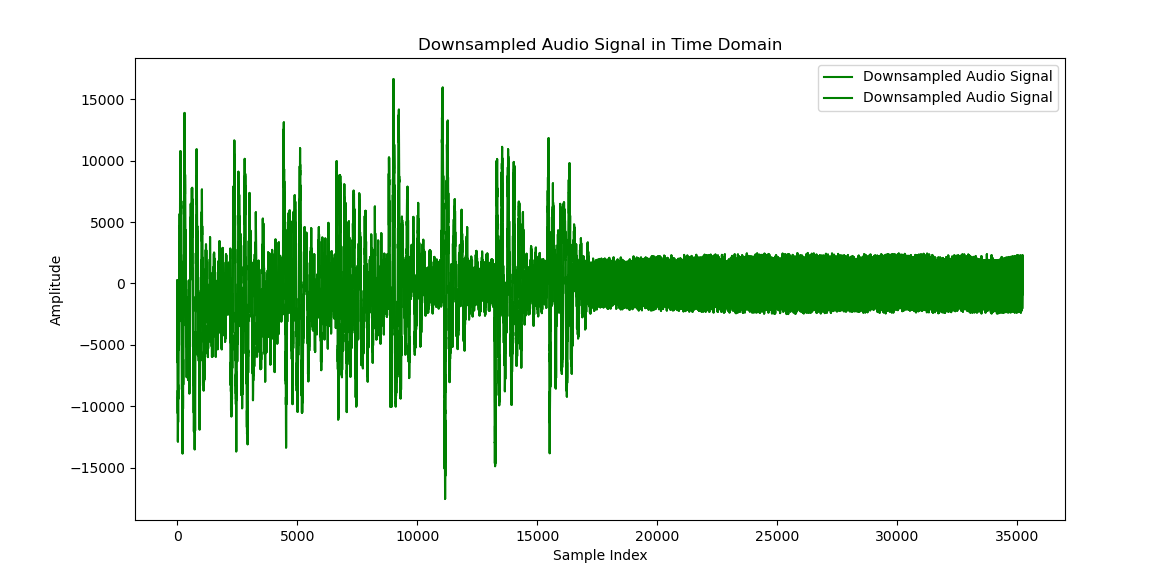 Downsampled Audio Signal in Time Domain
Downsampled Audio Signal
Downsampled Audio Signal
15000
10000
5000
0
−5000
−10000
−15000
Amplitude
0 5000 10000 15000 20000 25000 30000 35000
Sample Index